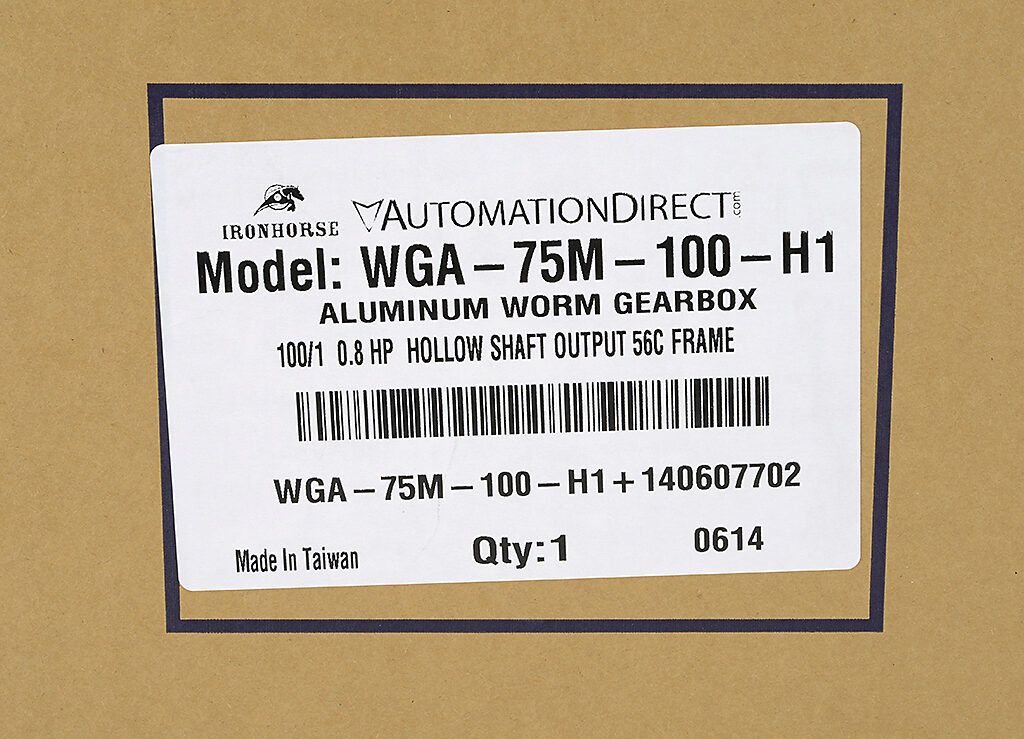 IRONHORSE AUTOMATIONDIRECT.com
Model: WGA-75M-100-H1
ALUMINUM WORM GEARBOX
100/1 0.8 HP HOLLOW SHAFT OUTPUT 56C FRAME
WGA-75M-100-H1+140607702
Made In Taiwan Qty:1 0614